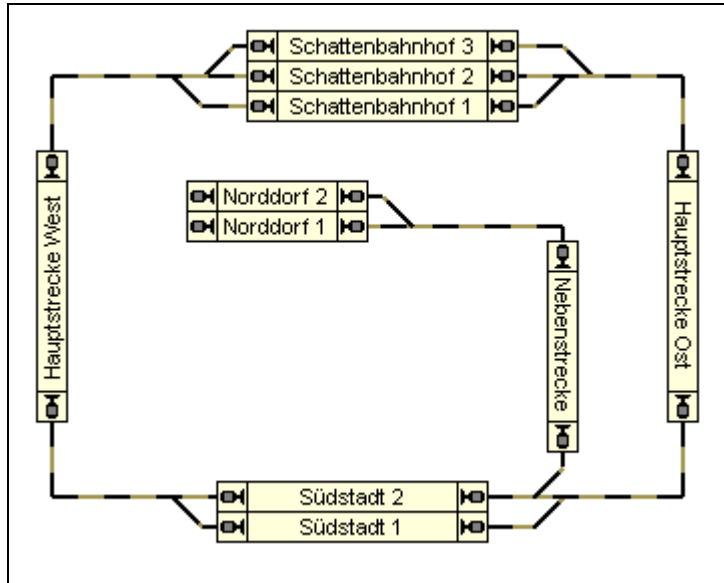 Schattenbahnhof 3
Schattenbahnhof 2
Schattenbahnhof 1
Norddorf 2
Norddorf 1
Hauptstrecke West
Nebenstrecke
Hauptstrecke Ost
Südstadt 2
Südstadt 1